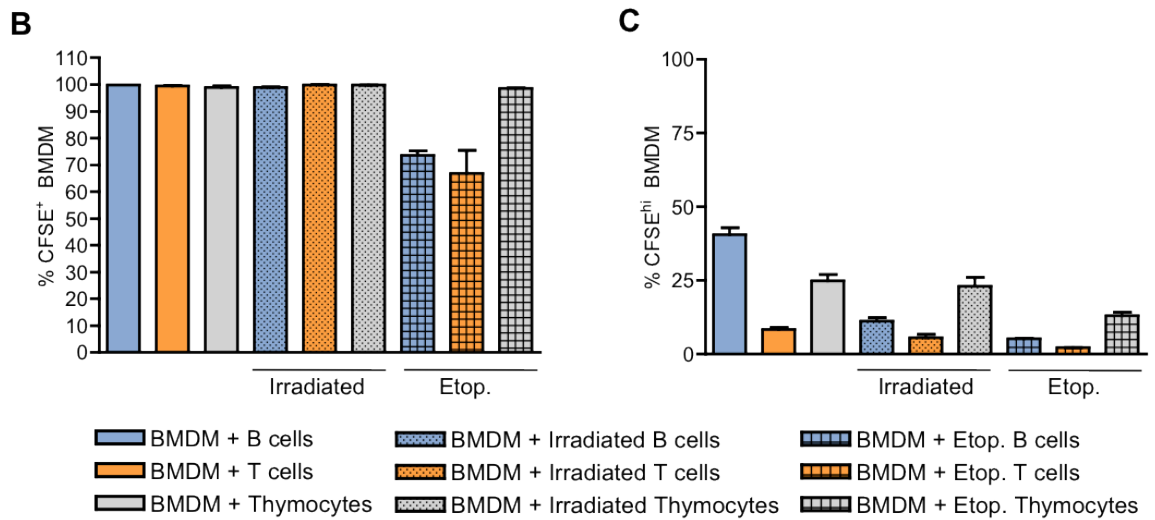 B
% CFSE+ BMDM
110
100
90
80
70
60
50
40
30
20
10
0
Irradiated
Etop.
C
% CFSEhi BMDM
100
75
50
25
0
Irradiated
Etop.
BMDM + B cells
BMDM + T cells
BMDM + Thymocytes
BMDM + Irradiated B cells
BMDM + Irradiated T cells
BMDM + Irradiated Thymocytes
BMDM + Etop. B cells
BMDM + Etop. T cells
BMDM + Etop. Thymocytes